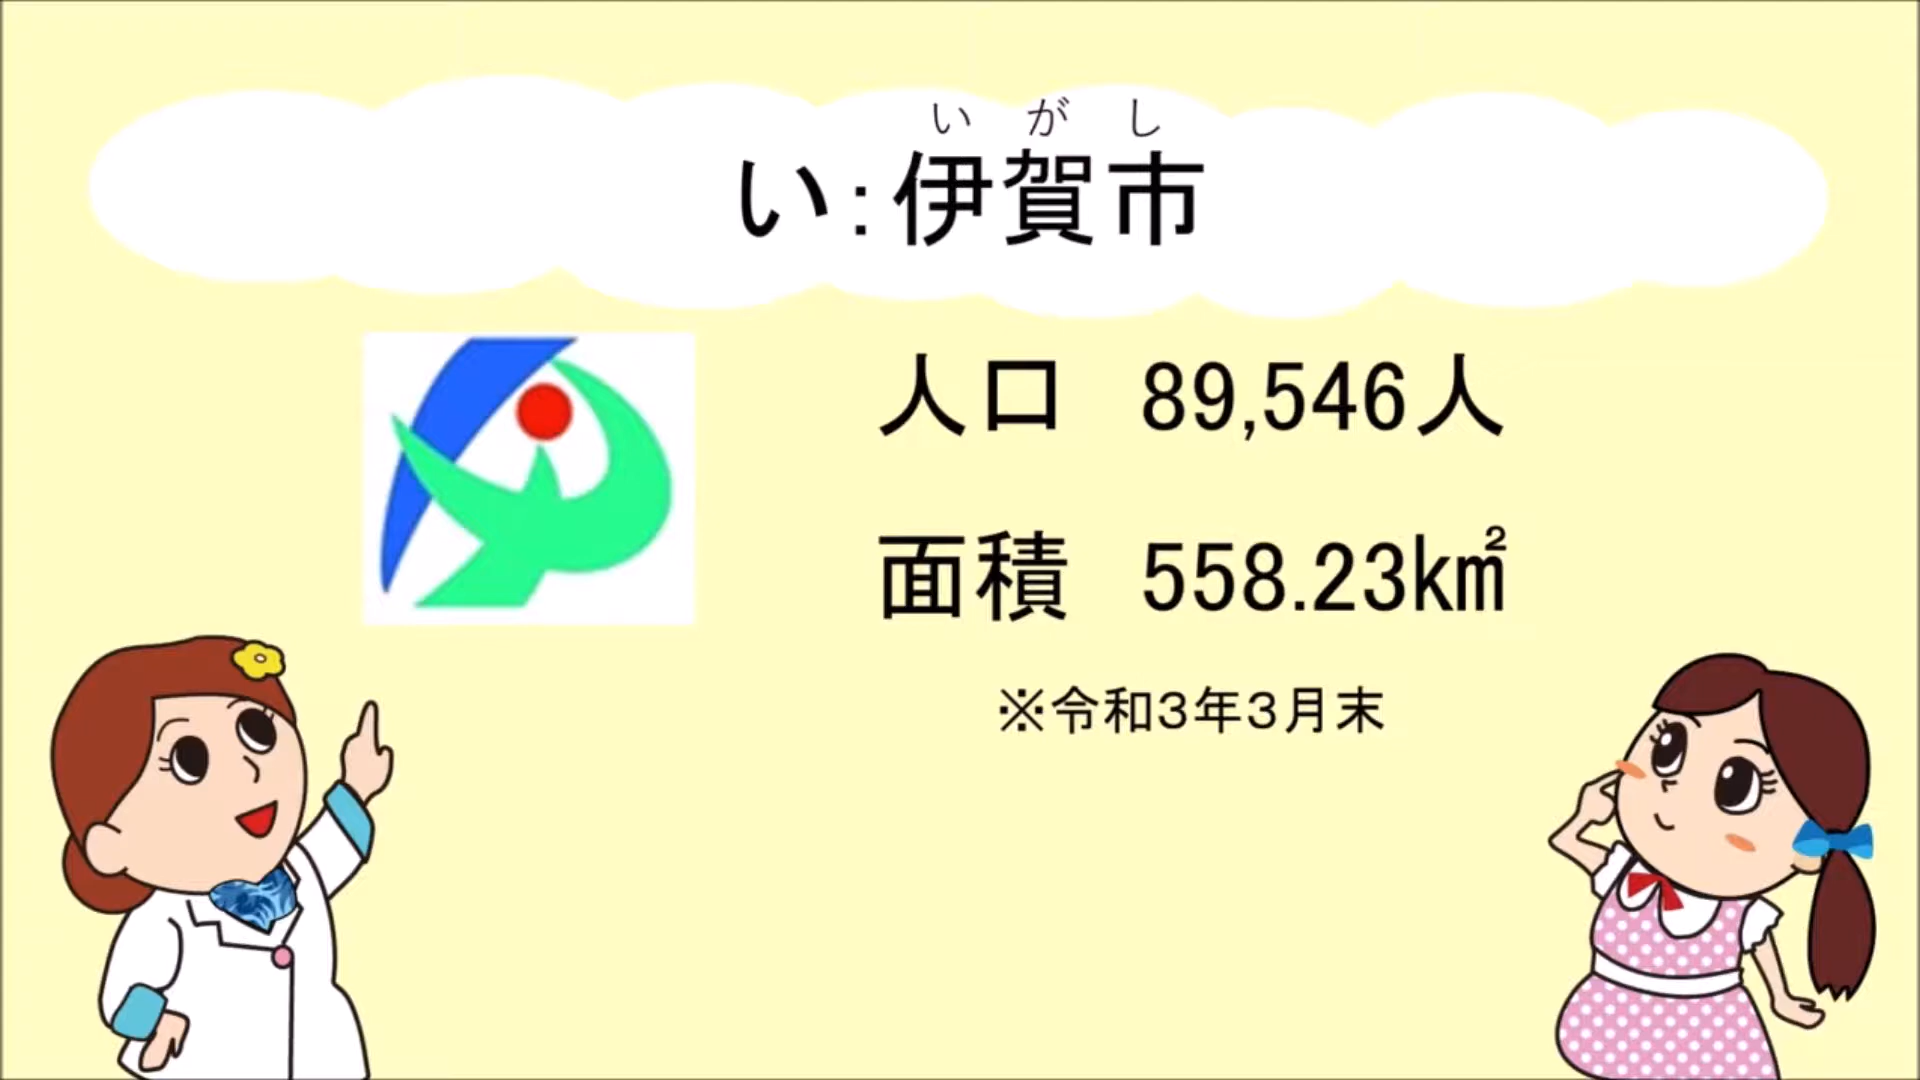 いがし
い:伊賀市
人口 89,546人
面積 558.23㎢
※令和3年3月末